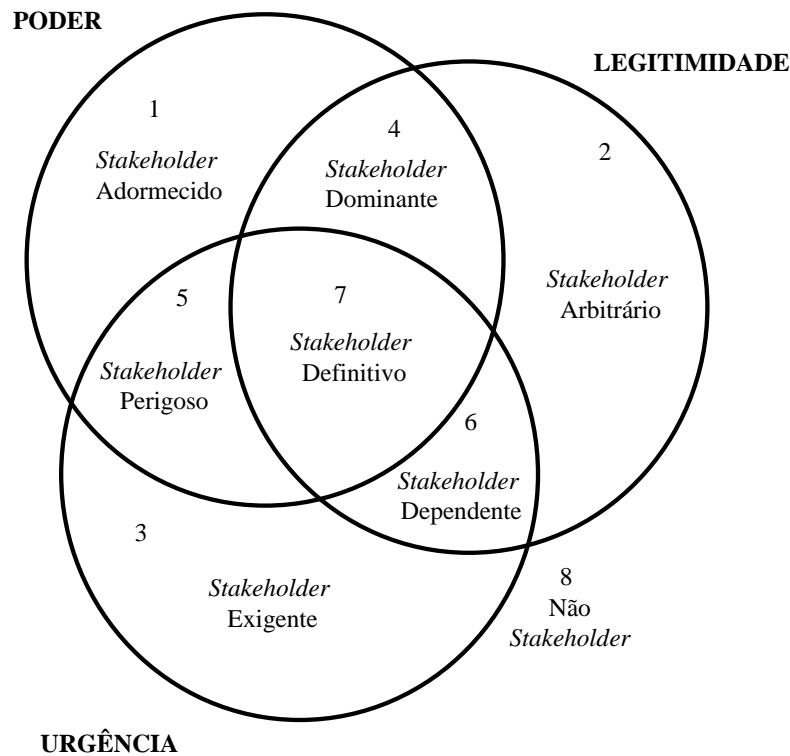 PODER
LEGITIMIDADE
1
Stakeholder
Adormecido
4
Stakeholder
Dominante
2
Stakeholder
Arbitrário
5
Stakeholder
Perigoso
7
Stakeholder
Definitivo
6
Stakeholder
Dependente
3
Stakeholder
Exigente
8
Não
Stakeholder
URGÊNCIA